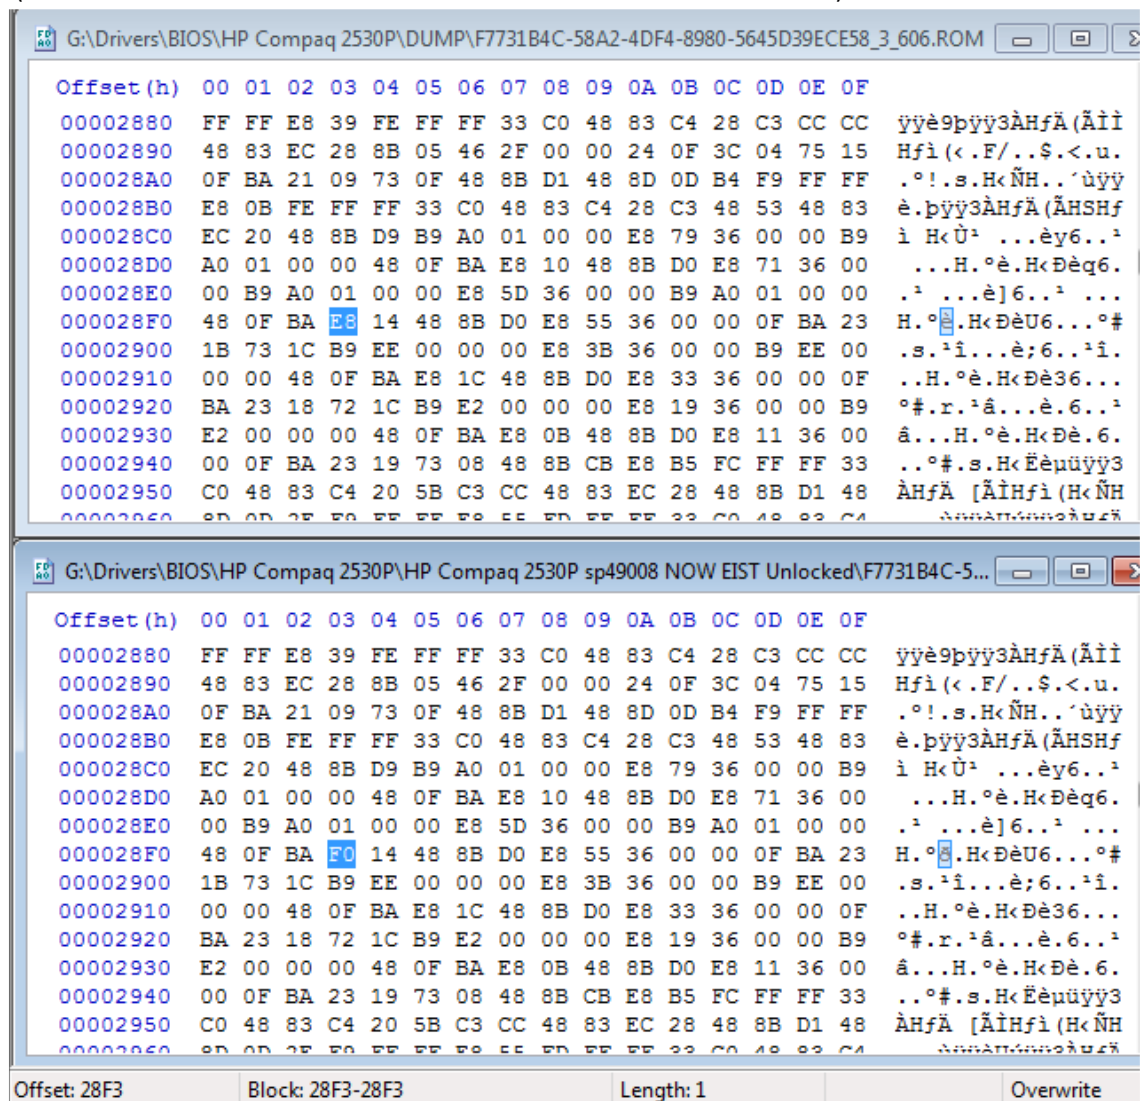 G:\Drivers\BIOS\HP Compaq 2530P\DUMP\F7731B4C-58A2-4DF4-8980-5645D39ECE58_3_606.ROM
Offset(h) 00 01 02 03 04 05 06 07 08 09 0A 0B 0C 0D 0E 0F
00002880 FF FF E8 39 FE FF FF 33 C0 48 83 C4 28 C3 CC CC ÿÿè9þÿÿ3ÀHƒÄ(ÃÌÌ
00002890 48 83 EC 28 8B 05 46 2F 00 00 24 0F 3C 04 75 15 Hƒì(‹.F/..$.<.u.
000028A0 0F BA 21 09 73 0F 48 8B D1 48 8D 0D B4 F9 FF FF .º!.s.H‹ÑH..´ùÿÿ
000028B0 E8 0B FE FF FF 33 C0 48 83 C4 28 C3 48 53 48 83 è.þÿÿ3ÀHƒÄ(ÃHSHƒ
000028C0 EC 20 48 8B D9 B9 A0 01 00 00 E8 79 36 00 00 B9 ì H‹Ù¹ ...èy6..¹
000028D0 A0 01 00 00 48 0F BA E8 10 48 8B D0 E8 71 36 00 ...H.ºè.H‹Ðèq6.
000028E0 00 B9 A0 01 00 00 E8 5D 36 00 00 B9 A0 01 00 00 .¹ ...è]6..¹ ...
000028F0 48 0F BA E8 14 48 8B D0 E8 55 36 00 00 0F BA 23 H.ºè.H‹ÐèU6...º#
00002900 1B 73 1C B9 EE 00 00 00 E8 3B 36 00 00 B9 EE 00 .s.¹î...è;6..¹î.
00002910 00 00 48 0F BA E8 1C 48 8B D0 E8 33 36 00 00 0F ..H.ºè.H‹Ðè36...
00002920 BA 23 18 72 1C B9 E2 00 00 00 E8 19 36 00 00 B9 º#.r.¹â...è.6..¹
00002930 E2 00 00 00 48 0F BA E8 0B 48 8B D0 E8 11 36 00 â...H.ºè.H‹Ðè.6.
00002940 00 0F BA 23 19 73 08 48 8B CB E8 B5 FC FF FF 33 ..º#.s.H‹Ëèµüÿÿ3
00002950 C0 48 83 C4 20 5B C3 CC 48 83 EC 28 48 8B D1 48 ÀHƒÄ [ÃÌHƒì(H‹ÑH
G:\Drivers\BIOS\HP Compaq 2530P\HP Compaq 2530P sp49008 NOW EIST Unlocked\F7731B4C-5...
Offset(h) 00 01 02 03 04 05 06 07 08 09 0A 0B 0C 0D 0E 0F
00002880 FF FF E8 39 FE FF FF 33 C0 48 83 C4 28 C3 CC CC ÿÿè9þÿÿ3ÀHƒÄ(ÃÌÌ
00002890 48 83 EC 28 8B 05 46 2F 00 00 24 0F 3C 04 75 15 Hƒì(‹.F/..$.<.u.
000028A0 0F BA 21 09 73 0F 48 8B D1 48 8D 0D B4 F9 FF FF .º!.s.H‹ÑH..´ùÿÿ
000028B0 E8 0B FE FF FF 33 C0 48 83 C4 28 C3 48 53 48 83 è.þÿÿ3ÀHƒÄ(ÃHSHƒ
000028C0 EC 20 48 8B D9 B9 A0 01 00 00 E8 79 36 00 00 B9 ì H‹Ù¹ ...èy6..¹
000028D0 A0 01 00 00 48 0F BA E8 10 48 8B D0 E8 71 36 00 ...H.ºè.H‹Ðèq6.
000028E0 00 B9 A0 01 00 00 E8 5D 36 00 00 B9 A0 01 00 00 .¹ ...è]6..¹ ...
000028F0 48 0F BA F0 14 48 8B D0 E8 55 36 00 00 0F BA 23 H.ºð.H‹ÐèU6...º#
00002900 1B 73 1C B9 EE 00 00 00 E8 3B 36 00 00 B9 EE 00 .s.¹î...è;6..¹î.
00002910 00 00 48 0F BA E8 1C 48 8B D0 E8 33 36 00 00 0F ..H.ºè.H‹Ðè36...
00002920 BA 23 18 72 1C B9 E2 00 00 00 E8 19 36 00 00 B9 º#.r.¹â...è.6..¹
00002930 E2 00 00 00 48 0F BA E8 0B 48 8B D0 E8 11 36 00 â...H.ºè.H‹Ðè.6.
00002940 00 0F BA 23 19 73 08 48 8B CB E8 B5 FC FF FF 33 ..º#.s.H‹Ëèµüÿÿ3
00002950 C0 48 83 C4 20 5B C3 CC 48 83 EC 28 48 8B D1 48 ÀHƒÄ [ÃÌHƒì(H‹ÑH
Offset: 28F3 Block: 28F3-28F3 Length: 1 Overwrite